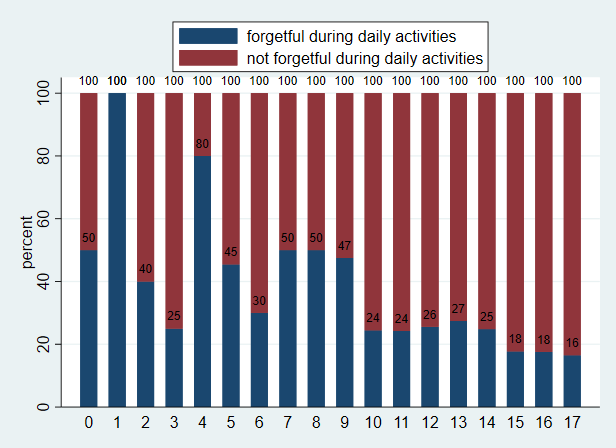 forgetful during daily activities
not forgetful during daily activities
100 100 100 100 100 100 100 100 100 100 100 100 100 100 100 100 100 100
50 40 25 80 45 30 50 50 47 24 24 26 27 25 18 18 16
percent
100
80
60
40
20
0
0 1 2 3 4 5 6 7 8 9 10 11 12 13 14 15 16 17